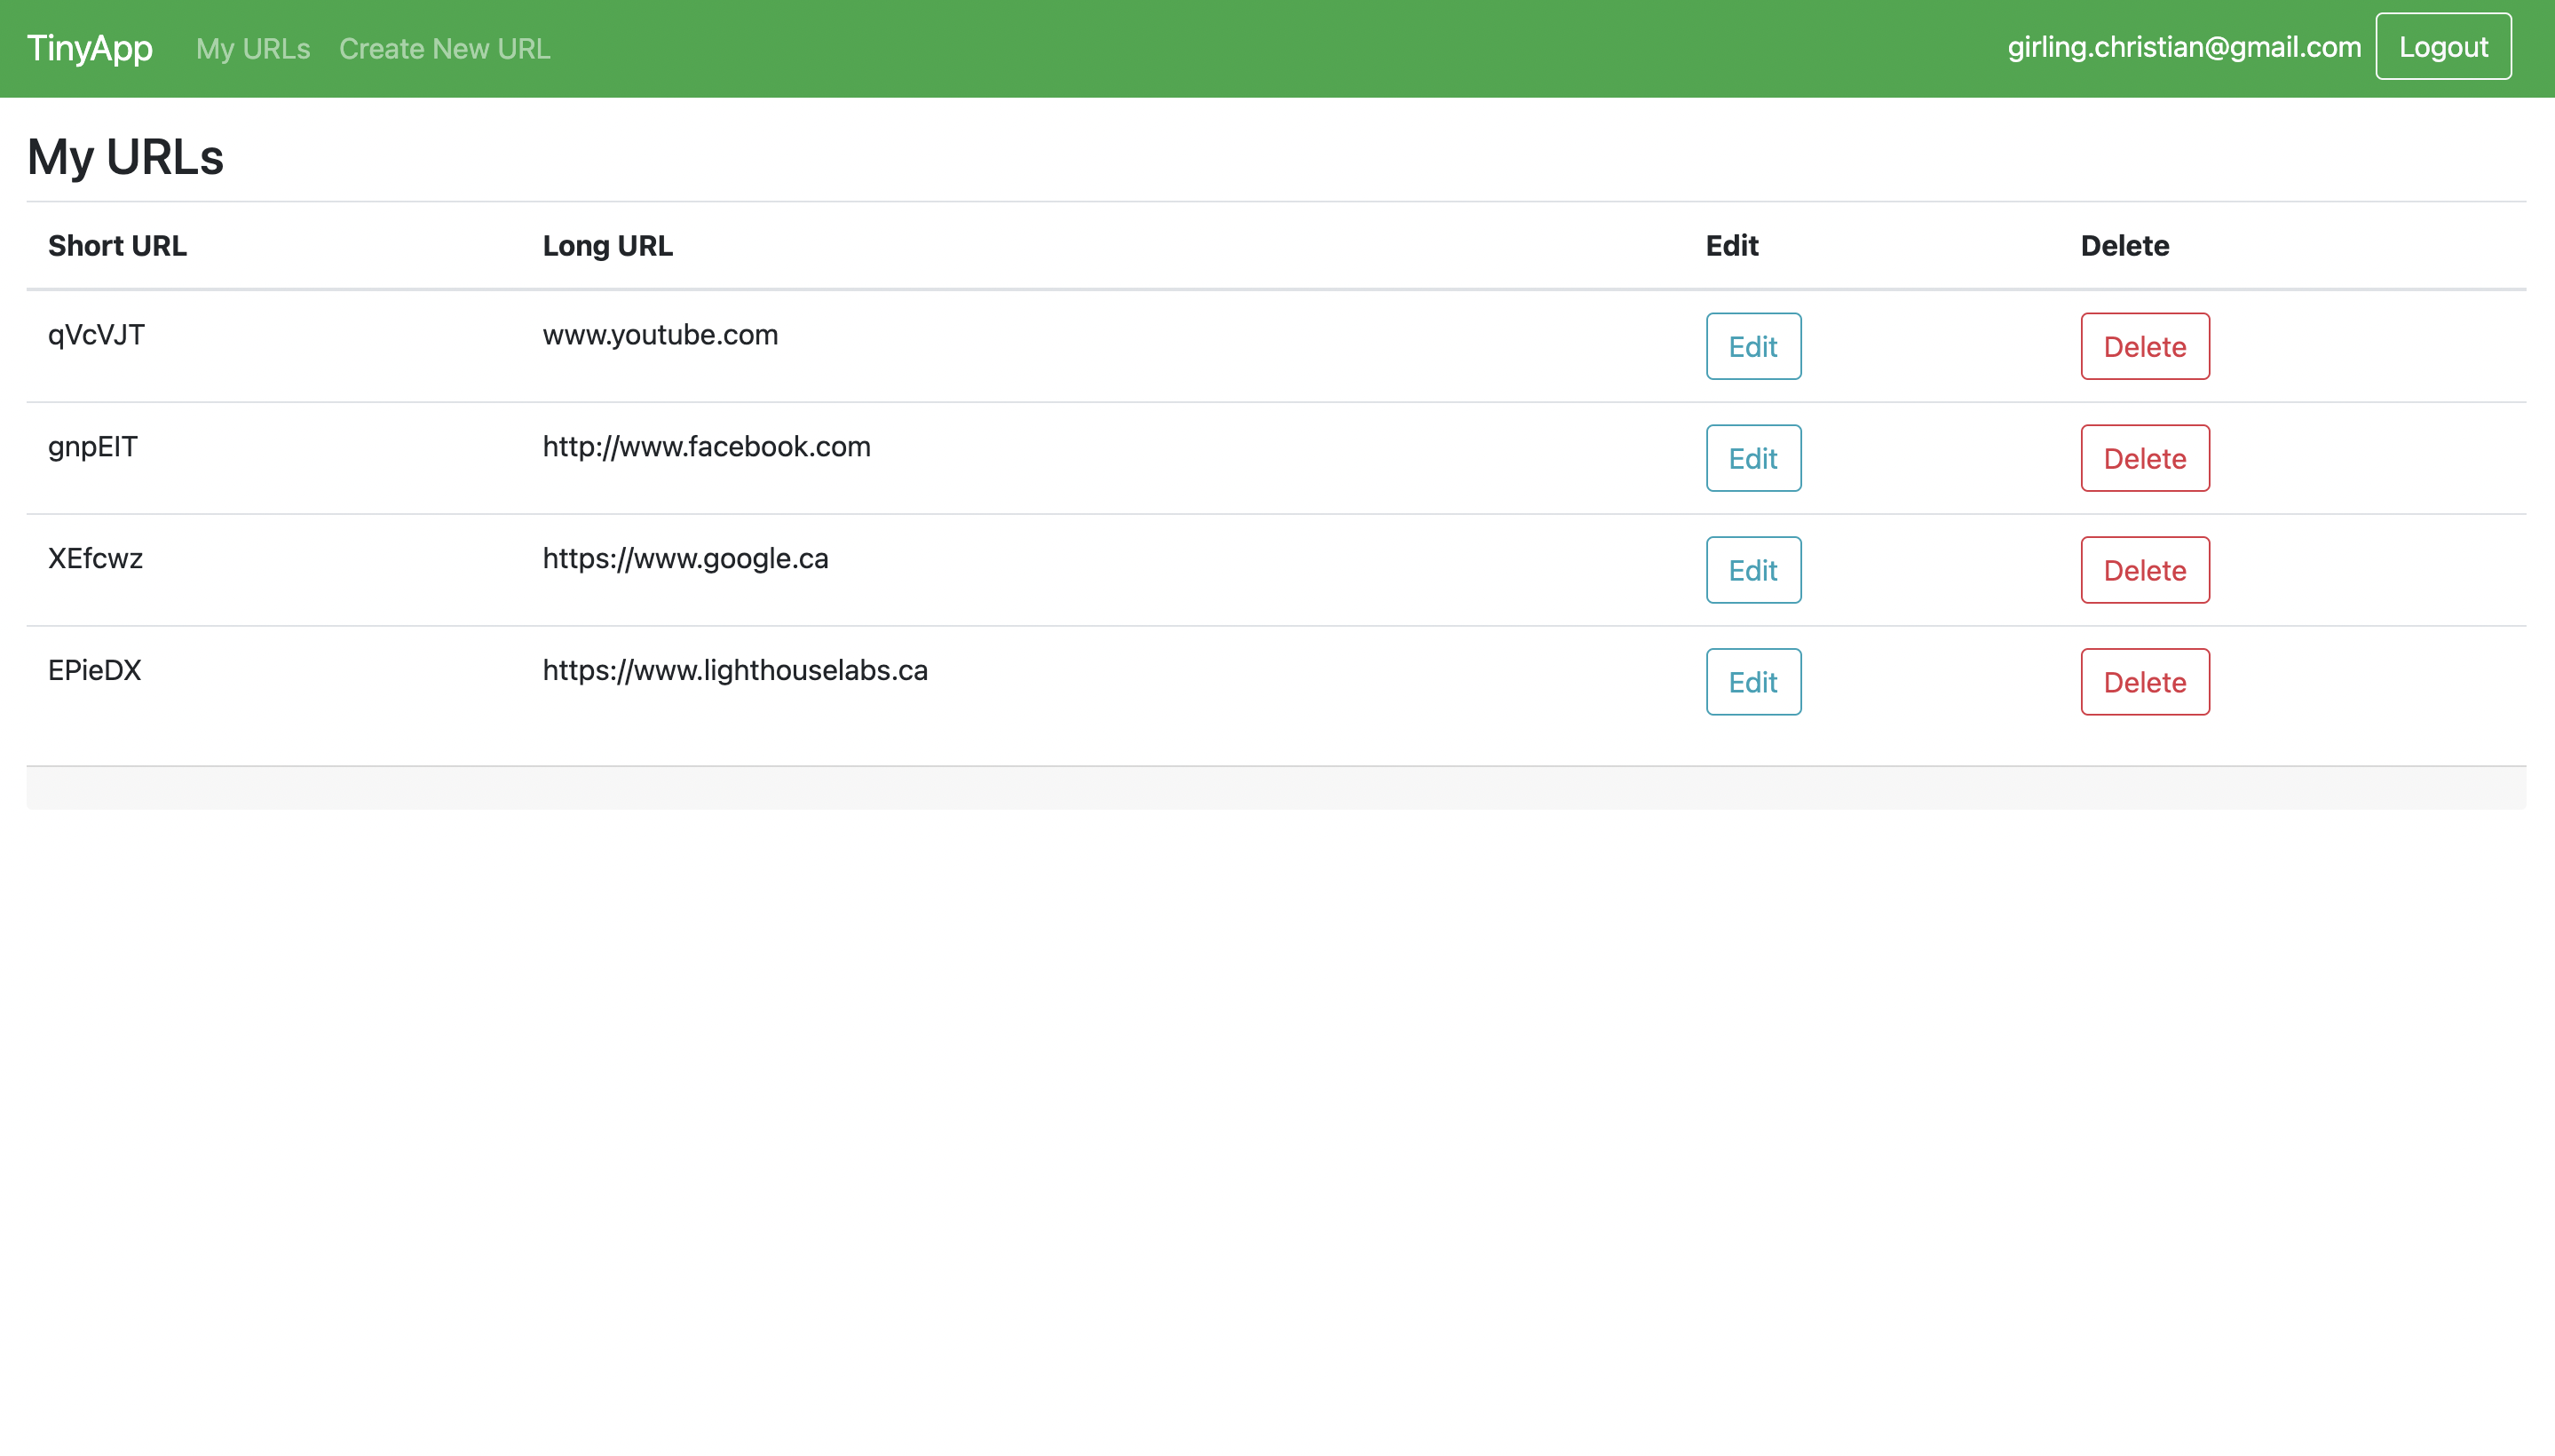 TinyApp My URLs Create New URL girling.christian@gmail.com Logout
My URLs
Short URL Long URL Edit Delete
qVcVJT www.youtube.com Edit Delete
gnpEIT http://www.facebook.com Edit Delete
XEfcwz https://www.google.ca Edit Delete
EPieDX https://www.lighthouselabs.ca Edit Delete